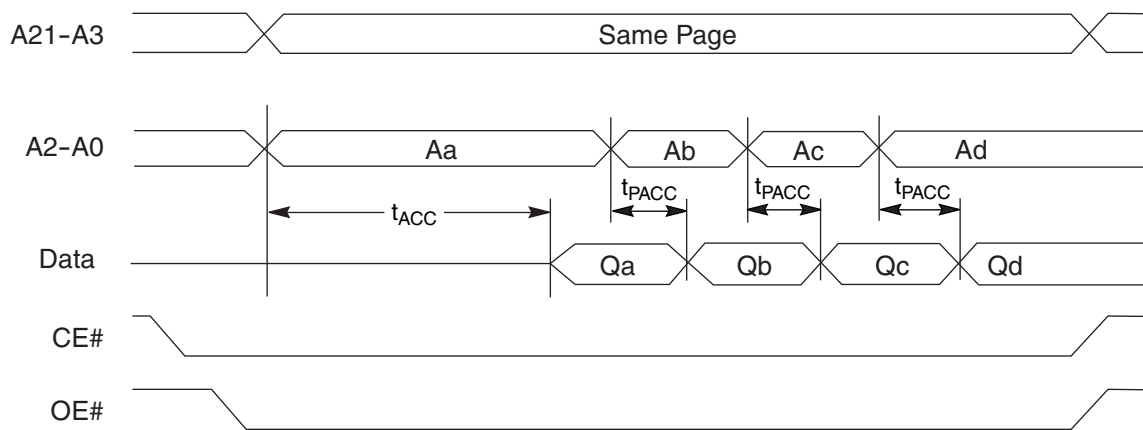 A21-A3
Same Page
A2-A0
Aa
Ab
Ac
Ad
tPACC
tPACC
tPACC
tACC
Data
Qa
Qb
Qc
Qd
CE#
OE#